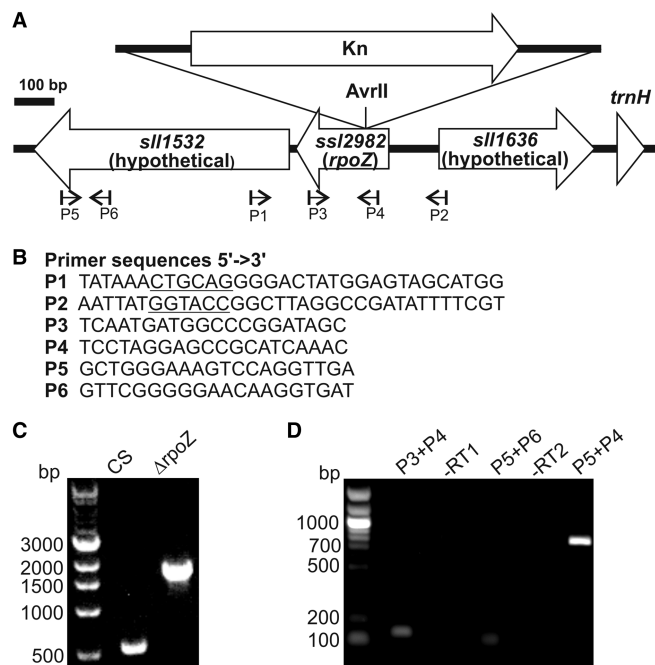 A
Kn
100 bp
AvrII
trnH
sll1532
(hypothetical)
ssl2982
(rpoZ)
sll1636
(hypothetical)
P5 P6 P1 P3 P4 P2
B
Primer sequences 5'->3'
P1 TATAAACTGCAGGGGACTATGGAGTAGCATGG
P2 AATTATGGTACCGGCTTAGGCCGATATTTTCGT
P3 TCAATGATGGCCCGGATAGC
P4 TCCTAGGAGCCGCATCAAAC
P5 GCTGGGAAAGTCCAGGTTGA
P6 GTTCGGGGGAACAAGGTGAT
C
bp
CS
ΔrpoZ
3000
2000
1500
1000
500
D
bp
P3+P4
-RT1
P5+P6
-RT2
P5+P4
1000
700
500
200
100